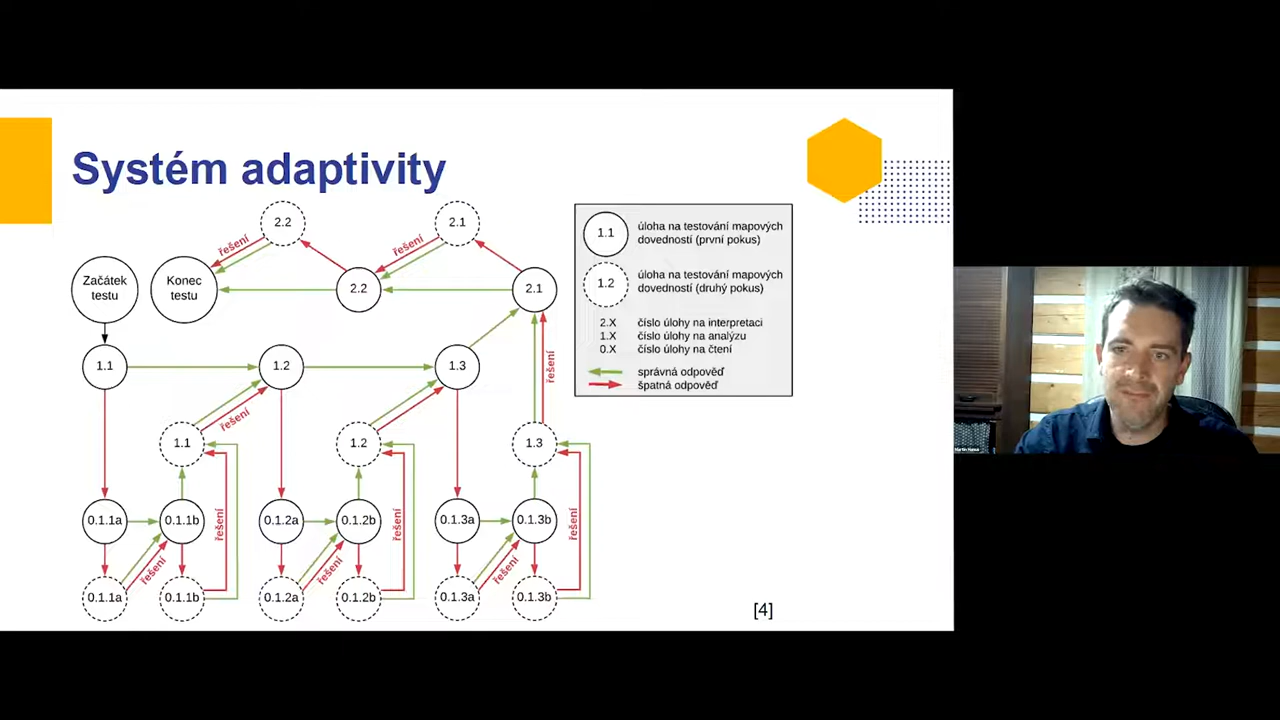 Systém adaptivity
2.2
2.1
řešení
řešení
Začátek
testu
Konec
testu
2.2
2.1
1.1
1.2
1.3
řešení
1.1
1.2
1.3
řešení
0.1.1a
0.1.1b
0.1.2a
0.1.2b
0.1.3a
0.1.3b
řešení
řešení
řešení
řešení
řešení
řešení
0.1.1a
0.1.1b
0.1.2a
0.1.2b
0.1.3a
0.1.3b
1.1
úloha na testování mapových
dovedností (první pokus)
1.2
úloha na testování mapových
dovedností (druhý pokus)
2.X číslo úlohy na interpretaci
1.X číslo úlohy na analýzu
0.X číslo úlohy na čtení
správná odpověď
špatná odpověď
[4]